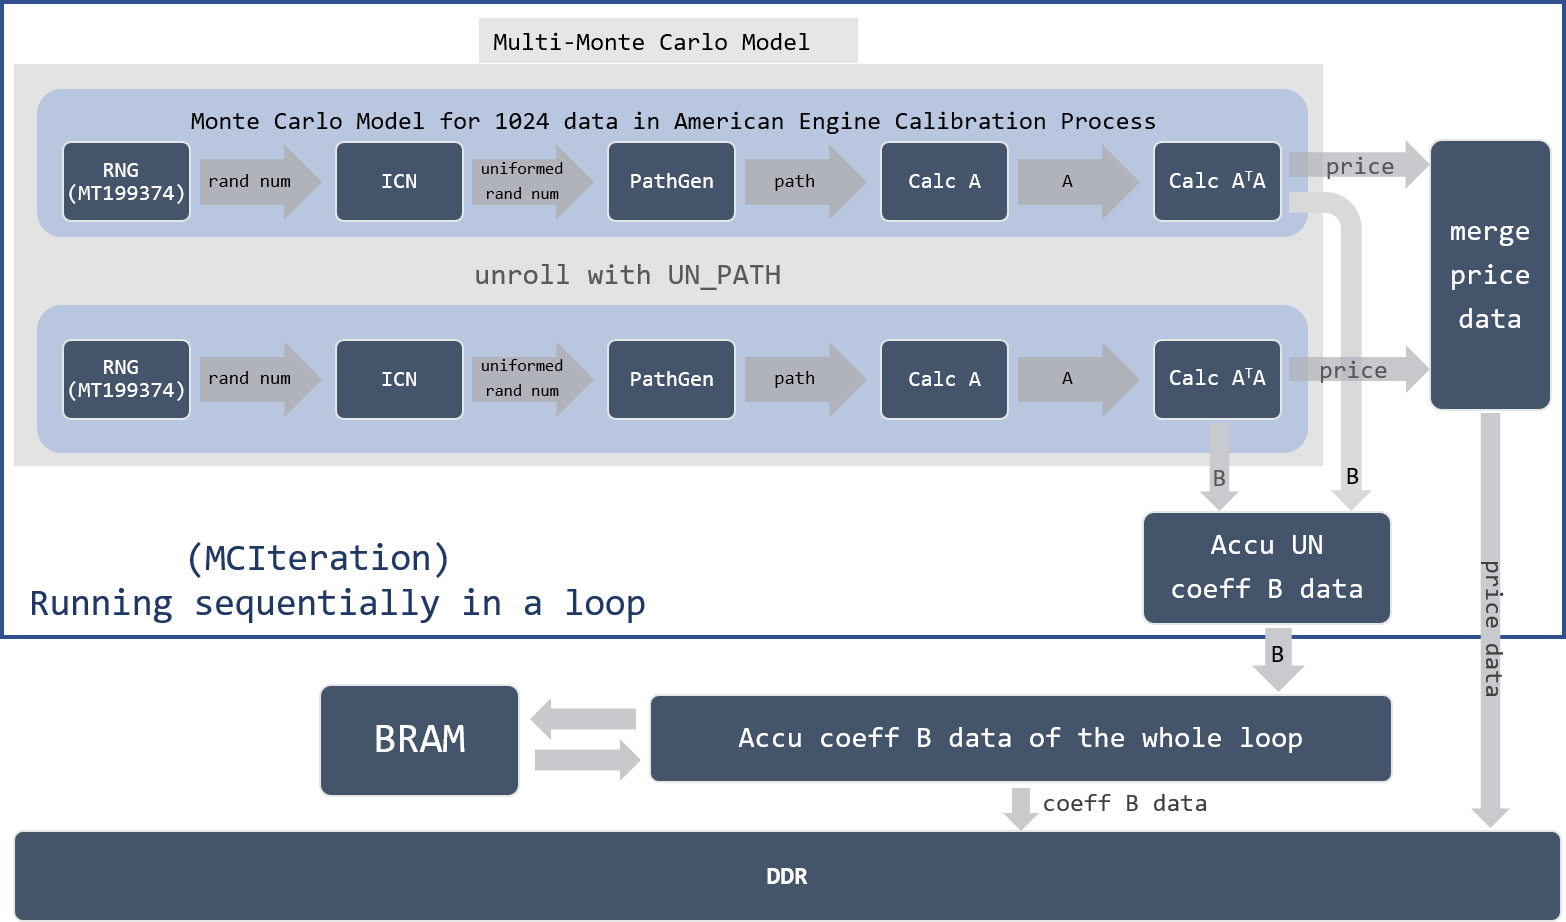 Multi-Monte Carlo Model
Monte Carlo Model for 1024 data in American Engine Calibration Process
RNG
(MT199374)
rand num
ICN
uniformed
rand num
PathGen
path
Calc A
A
Calc AᵀA
price
merge
price
data
unroll with UN_PATH
RNG
(MT199374)
rand num
ICN
uniformed
rand num
PathGen
path
Calc A
A
Calc AᵀA
price
B
B
(MCIteration)
Running sequentially in a loop
Accu UN
coeff B data
price data
B
BRAM
Accu coeff B data of the whole loop
coeff B data
DDR